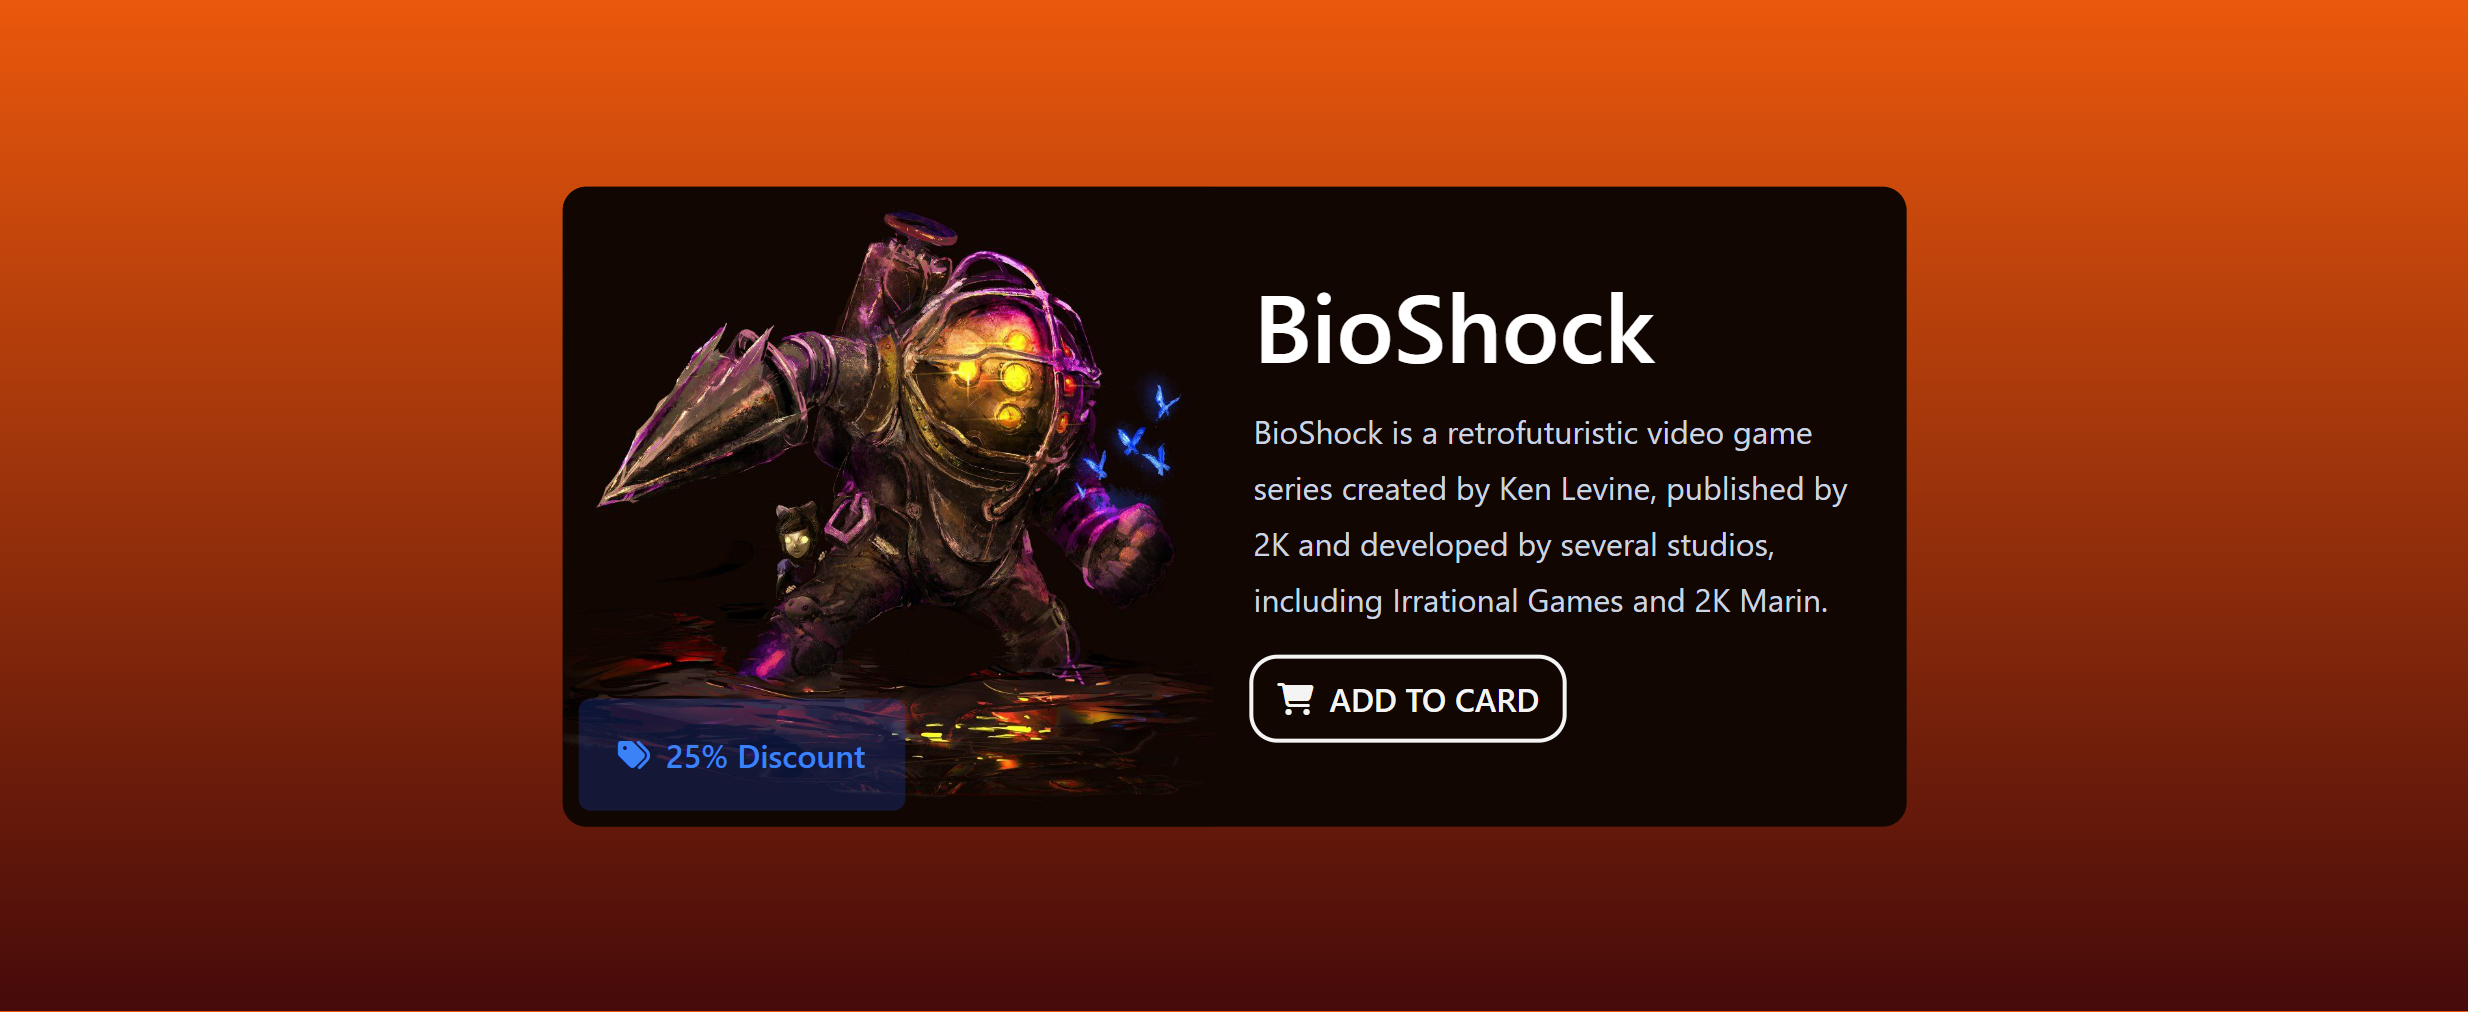 BioShock
BioShock is a retrofuturistic video game
series created by Ken Levine, published by
2K and developed by several studios,
including Irrational Games and 2K Marin.
ADD TO CARD
25% Discount